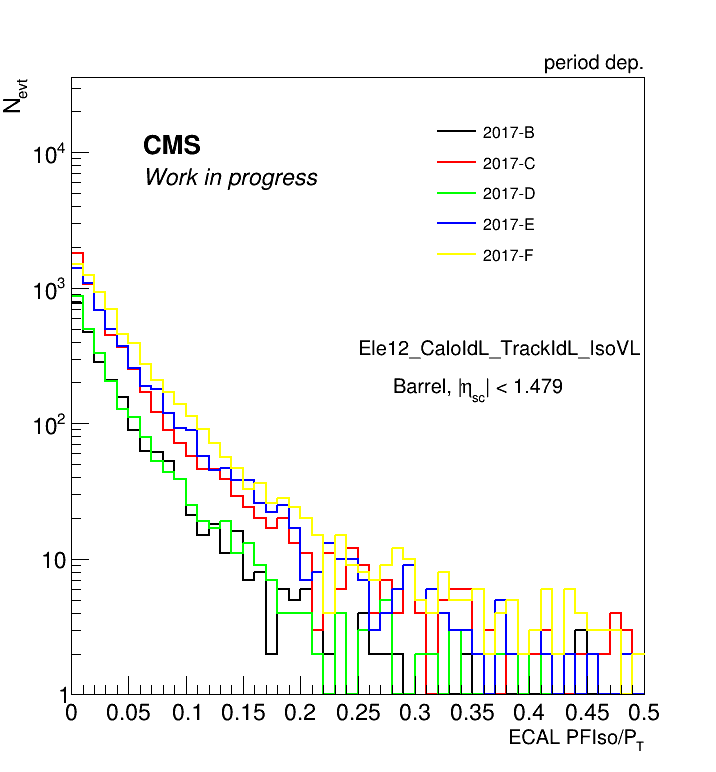 period dep.
N_evt
CMS
Work in progress
2017-B
2017-C
2017-D
2017-E
2017-F
Ele12_CaloIdL_TrackIdL_IsoVL
Barrel, |η_sc| < 1.479
10^4
10^3
10^2
10
1
0 0.05 0.1 0.15 0.2 0.25 0.3 0.35 0.4 0.45 0.5
ECAL PFIso/P_T